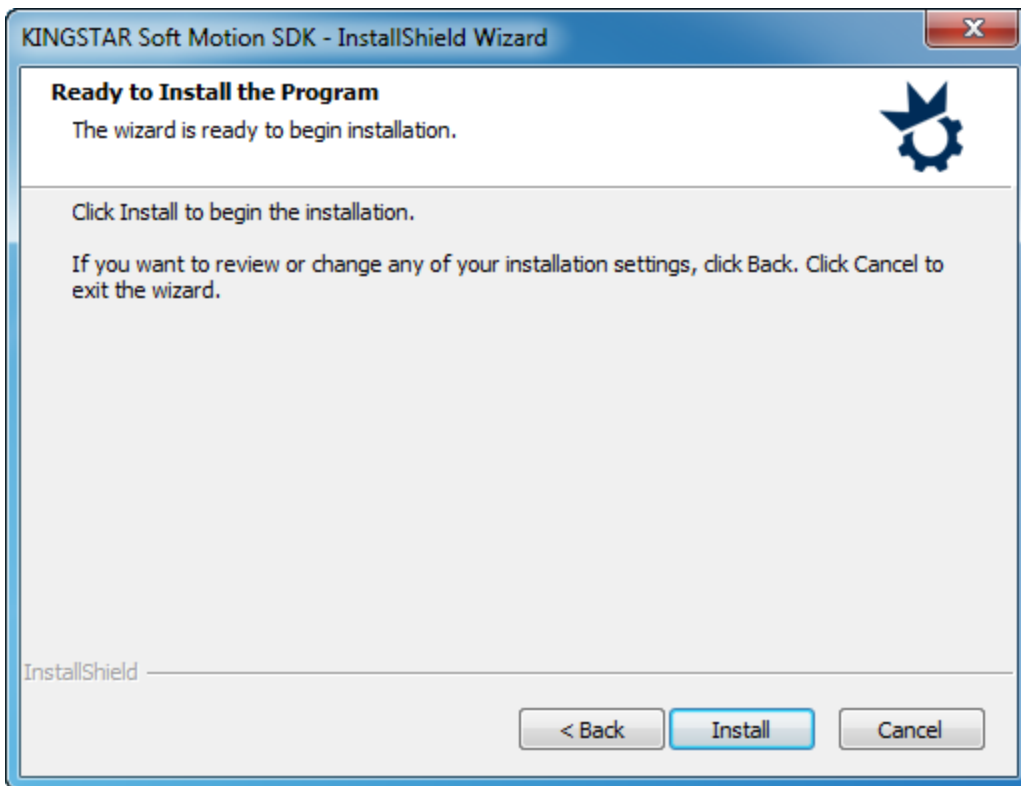 KINGSTAR Soft Motion SDK - InstallShield Wizard
x
Ready to Install the Program
The wizard is ready to begin installation.
Click Install to begin the installation.
If you want to review or change any of your installation settings, click Back. Click Cancel to
exit the wizard.
InstallShield
< Back Install Cancel